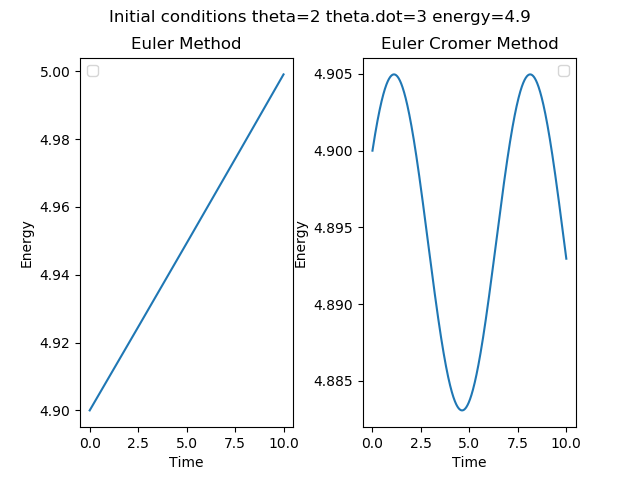 Initial conditions theta=2 theta.dot=3 energy=4.9
Euler Method
5.00
4.98
4.96
4.94
4.92
4.90
Energy
0.0 2.5 5.0 7.5 10.0
Time
Euler Cromer Method
4.905
4.900
4.895
4.890
4.885
Energy
0.0 2.5 5.0 7.5 10.0
Time